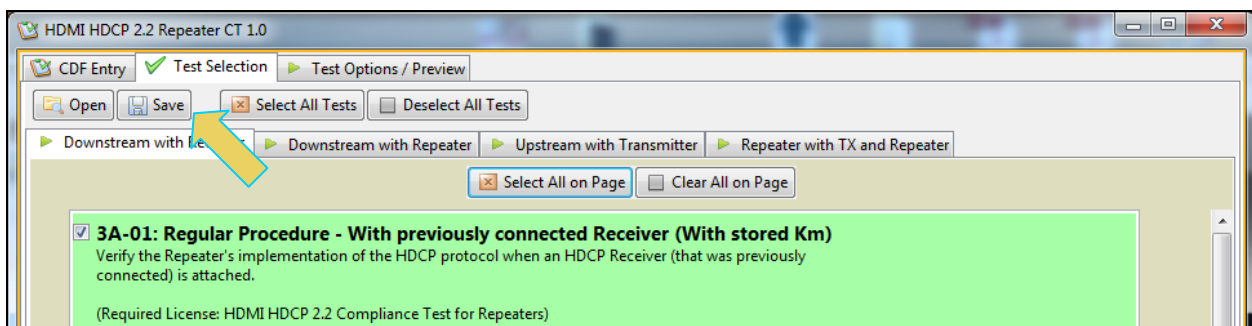 HDMI HDCP 2.2 Repeater CT 1.0
CDF Entry Test Selection Test Options / Preview
Open Save Select All Tests Deselect All Tests
Downstream with Downstream with Repeater Upstream with Transmitter Repeater with TX and Repeater
Select All on Page Clear All on Page
3A-01: Regular Procedure - With previously connected Receiver (With stored Km)
Verify the Repeater's implementation of the HDCP protocol when an HDCP Receiver (that was previously
connected) is attached.
(Required License: HDMI HDCP 2.2 Compliance Test for Repeaters)